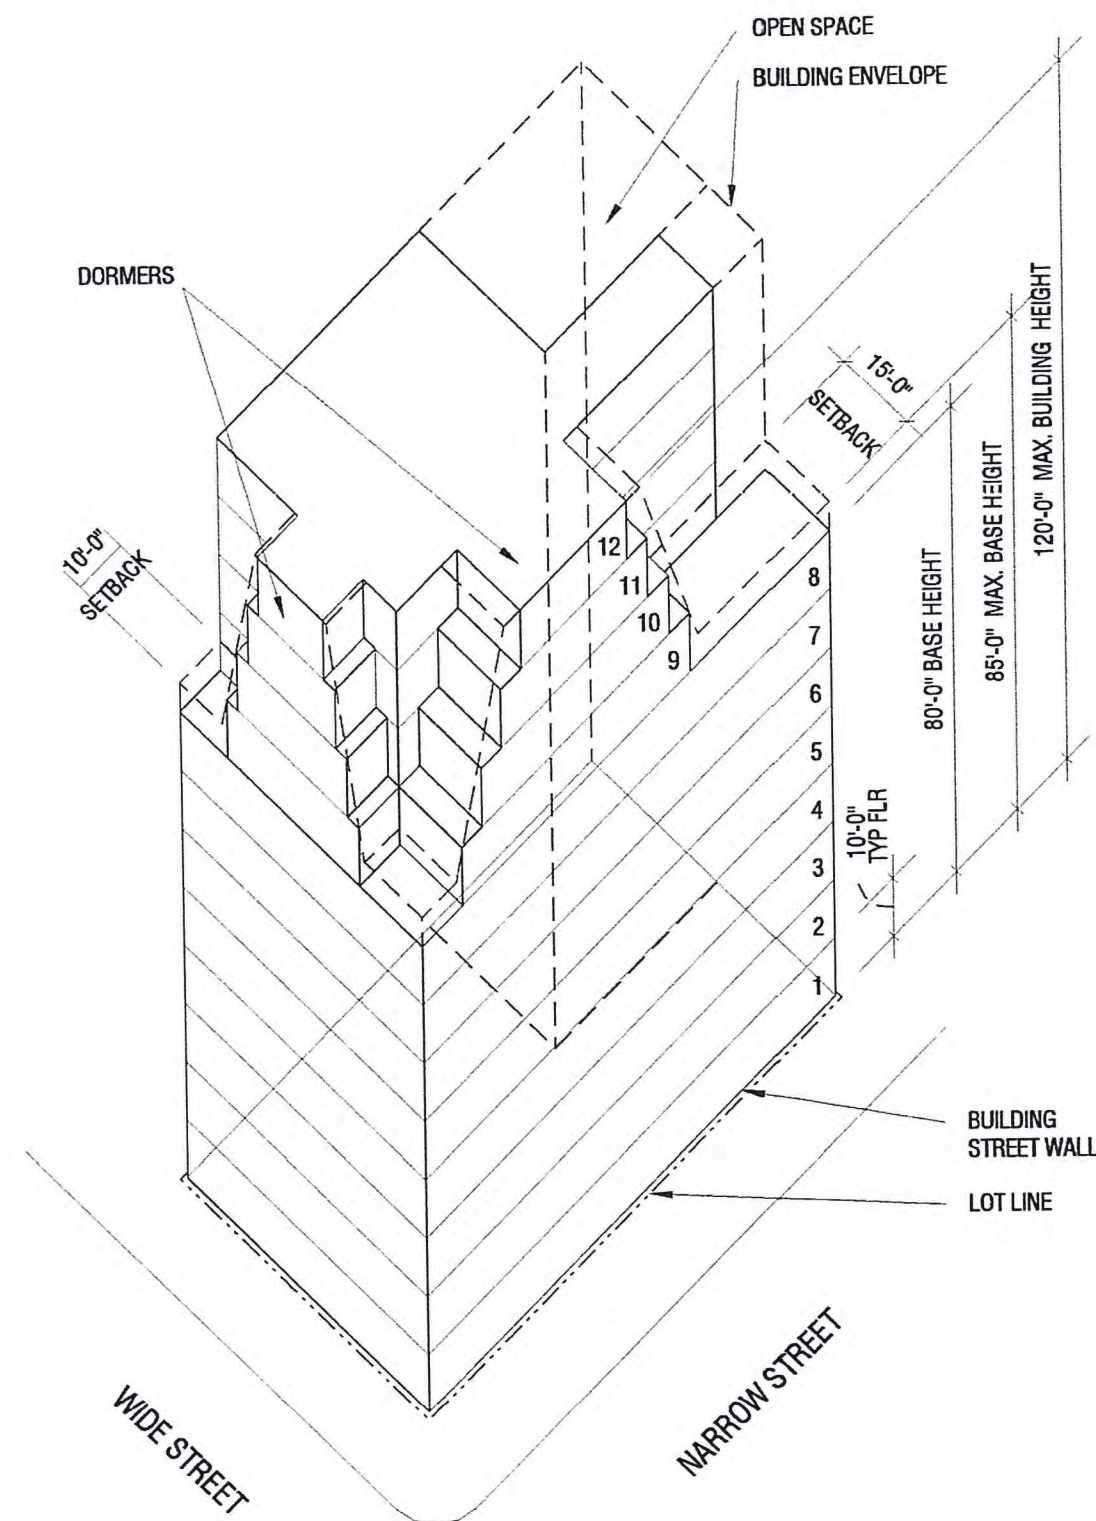 OPEN SPACE
BUILDING ENVELOPE
DORMERS
15'-0"
SETBACK
10'-0"
SETBACK
120'-0" MAX. BUILDING HEIGHT
85'-0" MAX. BASE HEIGHT
80'-0" BASE HEIGHT
12
11
10
9
8
7
6
5
4
3
2
1
10'-0"
TYP FLR
BUILDING
STREET WALL
LOT LINE
WIDE STREET
NARROW STREET